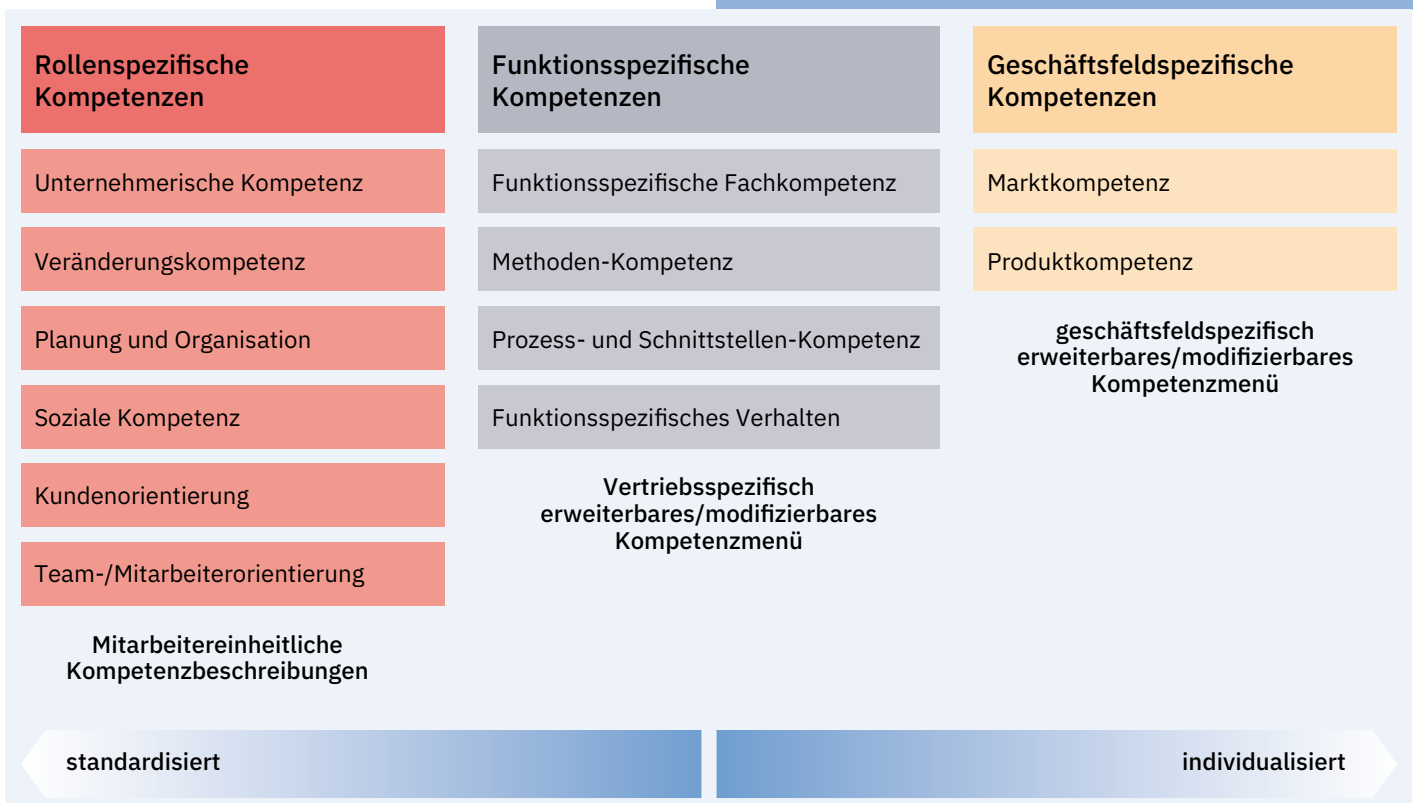 Rollenspezifische
Kompetenzen
Unternehmerische Kompetenz
Veränderungskompetenz
Planung und Organisation
Soziale Kompetenz
Kundenorientierung
Team-/Mitarbeiterorientierung
Mitarbeitereinheitliche
Kompetenzbeschreibungen
Funktionsspezifische
Kompetenzen
Funktionsspezifische Fachkompetenz
Methoden-Kompetenz
Prozess- und Schnittstellen-Kompetenz
Funktionsspezifisches Verhalten
Vertriebsspezifisch
erweiterbares/modifizierbares
Kompetenzmenü
Geschäftsfeldspezifische
Kompetenzen
Marktkompetenz
Produktkompetenz
geschäftsfeldspezifisch
erweiterbares/modifizierbares
Kompetenzmenü
standardisiert
individualisiert